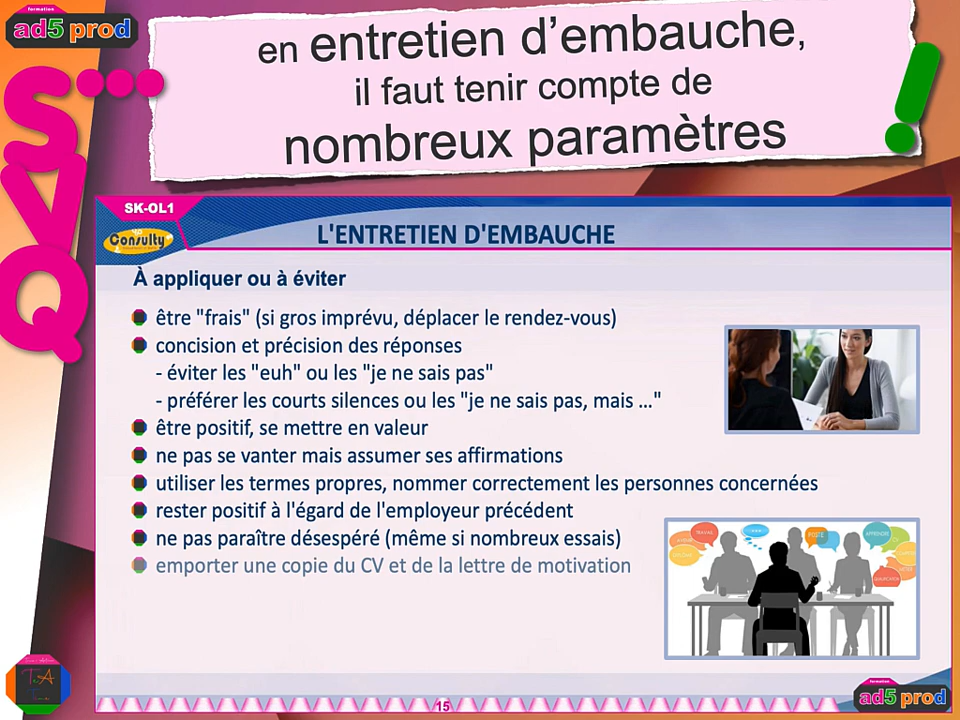 formation
ad5 prod
S...
V
Q
en entretien d'embauche,
il faut tenir compte de
nombreux paramètres
!
SK-OL1
Consulty
L'ENTRETIEN D'EMBAUCHE
À appliquer ou à éviter
être "frais" (si gros imprévu, déplacer le rendez-vous)
concision et précision des réponses
- éviter les "euh" ou les "je ne sais pas"
- préférer les courts silences ou les "je ne sais pas, mais ..."
être positif, se mettre en valeur
ne pas se vanter mais assumer ses affirmations
utiliser les termes propres, nommer correctement les personnes concernées
rester positif à l'égard de l'employeur précédent
ne pas paraître désespéré (même si nombreux essais)
emporter une copie du CV et de la lettre de motivation
TRAVAIL
POSTE
APPRENDRE
15
formation
ad5 prod